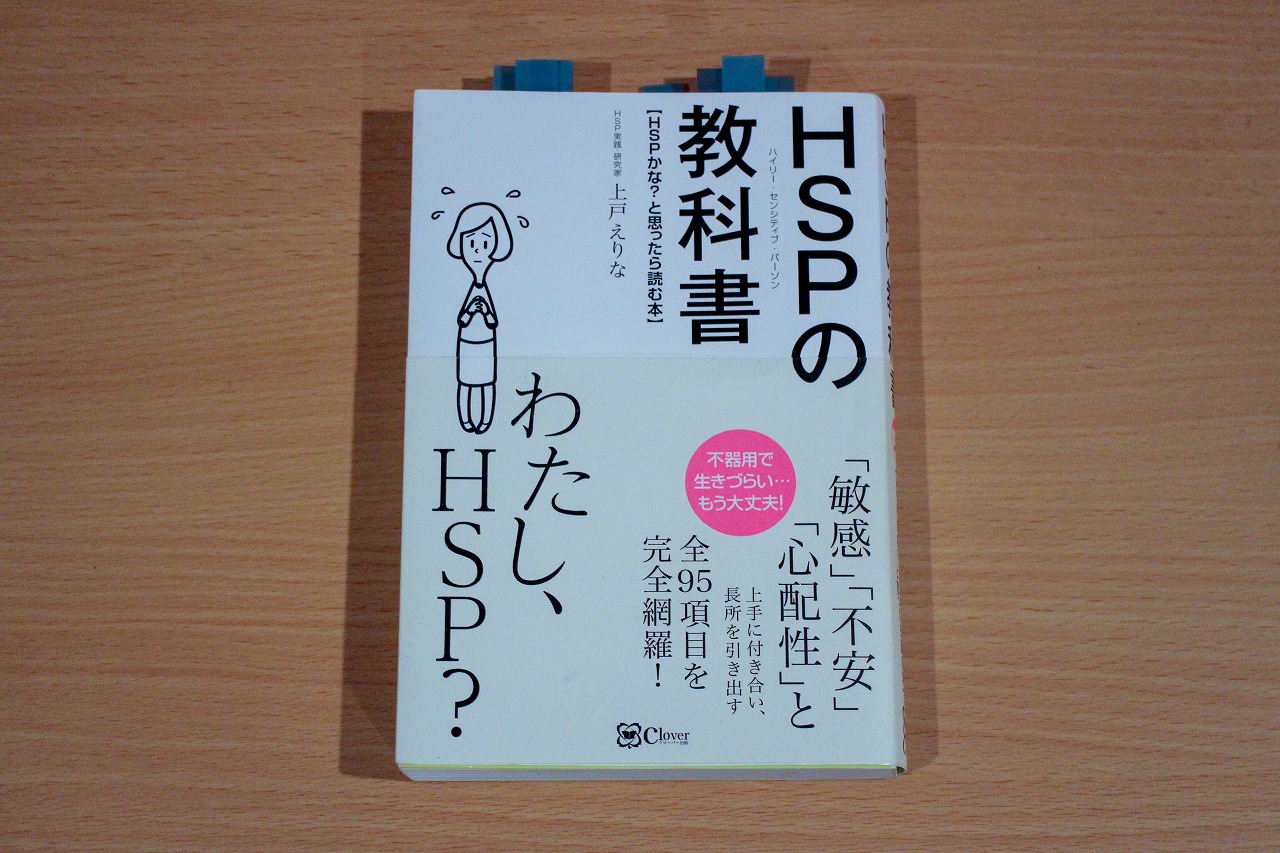 HSPの
ハイリー・センシティブ・パーソン
教科書
【HSPかな？と思ったら読む本】
HSP実践・研究家 上戸えりな
「敏感」「不安」
「心配性」と
上手に付き合い、
長所を引き出す
全95項目を
完全網羅！
不器用で
生きづらい…
もう大丈夫！
わたし、
HSP？
Clover
クローバー出版